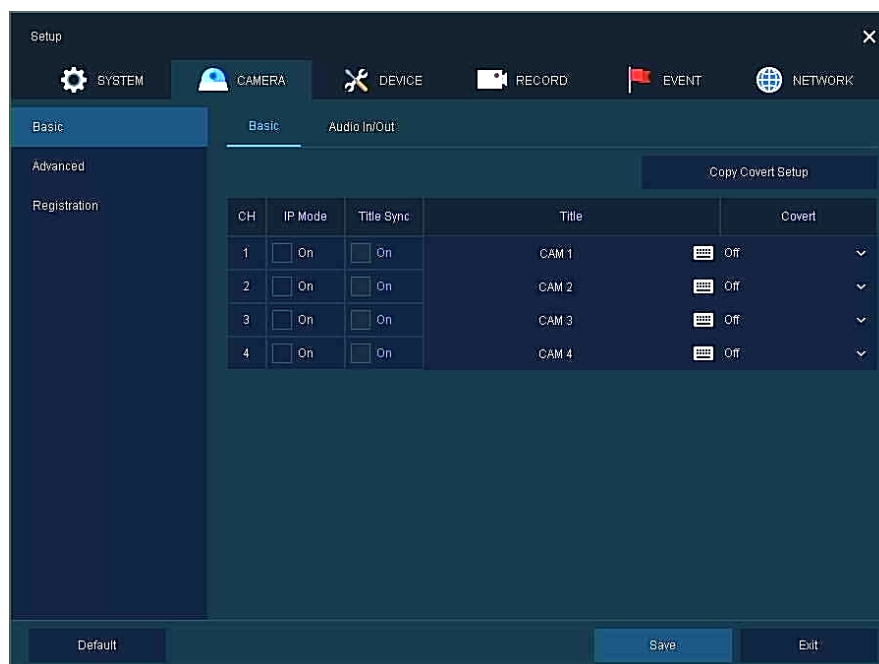 Setup
SYSTEM CAMERA DEVICE RECORD EVENT NETWORK
Basic
Advanced
Registration
Basic Audio In/Out
Copy Covert Setup
CH IP Mode Title Sync Title Covert
1 On On CAM 1 Off
2 On On CAM 2 Off
3 On On CAM 3 Off
4 On On CAM 4 Off
Default Save Exit